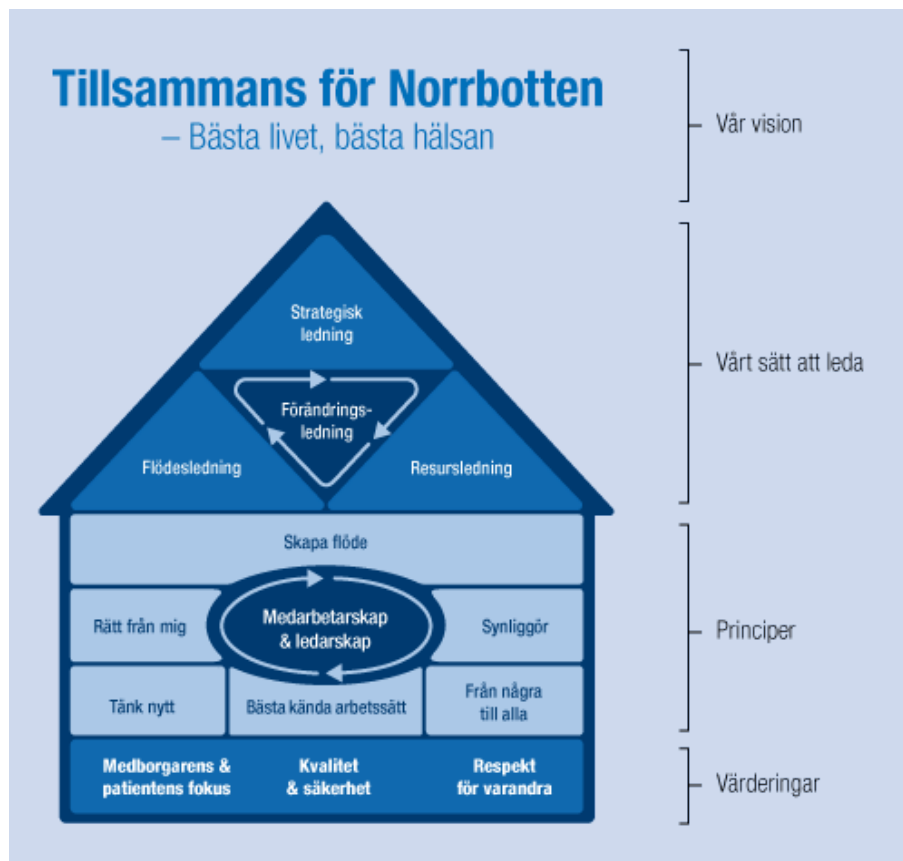 Tillsammans för Norrbotten
– Bästa livet, bästa hälsan
Vår vision
Strategisk
ledning
Förändrings-
ledning
Flödesledning
Resursledning
Vårt sätt att leda
Skapa flöde
Rätt från mig
Medarbetarskap
& ledarskap
Synliggör
Tänk nytt
Bästa kända arbetssätt
Från några
till alla
Principer
Medborgarens &
patientens fokus
Kvalitet
& säkerhet
Respekt
för varandra
Värderingar